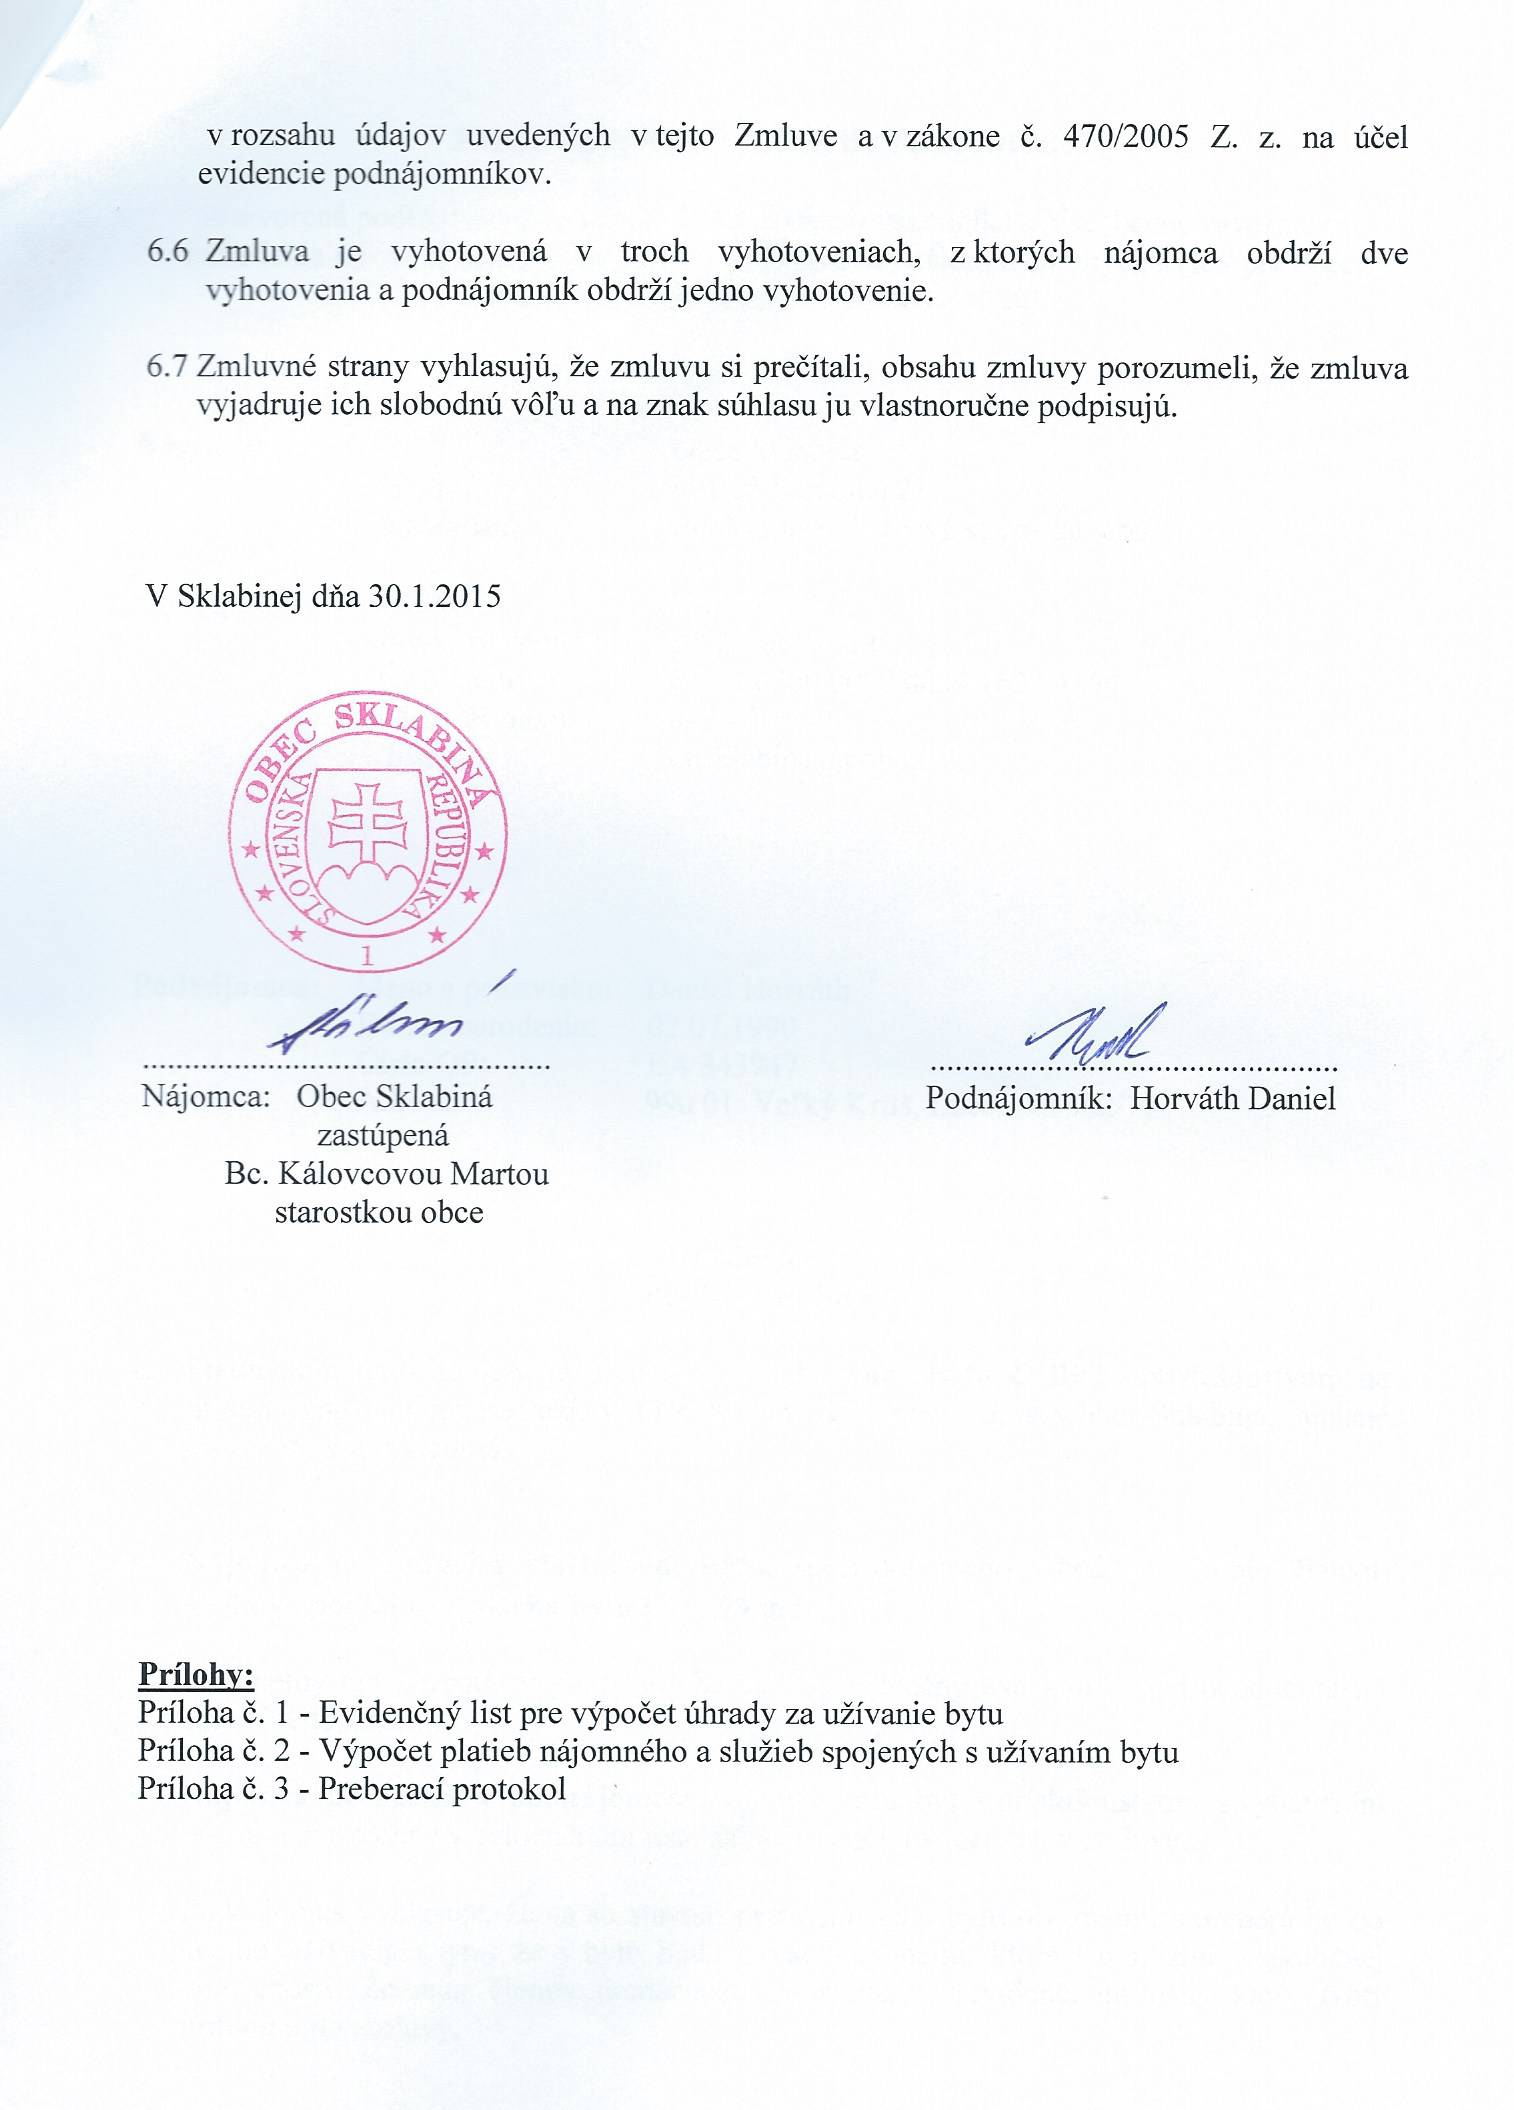 v rozsahu údajov uvedených v tejto Zmluve a v zákone č. 470/2005 Z. z. na účel
evidencie podnájomníkov.
6.6 Zmluva je vyhotovená v troch vyhotoveniach, z ktorých nájomca obdrží dve
vyhotovenia a podnájomník obdrží jedno vyhotovenie.
6.7 Zmluvné strany vyhlasujú, že zmluvu si prečítali, obsahu zmluvy porozumeli, že zmluva
vyjadruje ich slobodnú vôľu a na znak súhlasu ju vlastnoručne podpisujú.
V Sklabinej dňa 30.1.2015
OBEC SKLABINÁ
SLOVENSKÁ REPUBLIKA
1
Nájomca: Obec Sklabiná
zastúpená
Bc. Kálovcovou Martou
starostkou obce
Podnájomník: Horváth Daniel
Prílohy:
Príloha č. 1 - Evidenčný list pre výpočet úhrady za užívanie bytu
Príloha č. 2 - Výpočet platieb nájomného a služieb spojených s užívaním bytu
Príloha č. 3 - Preberací protokol